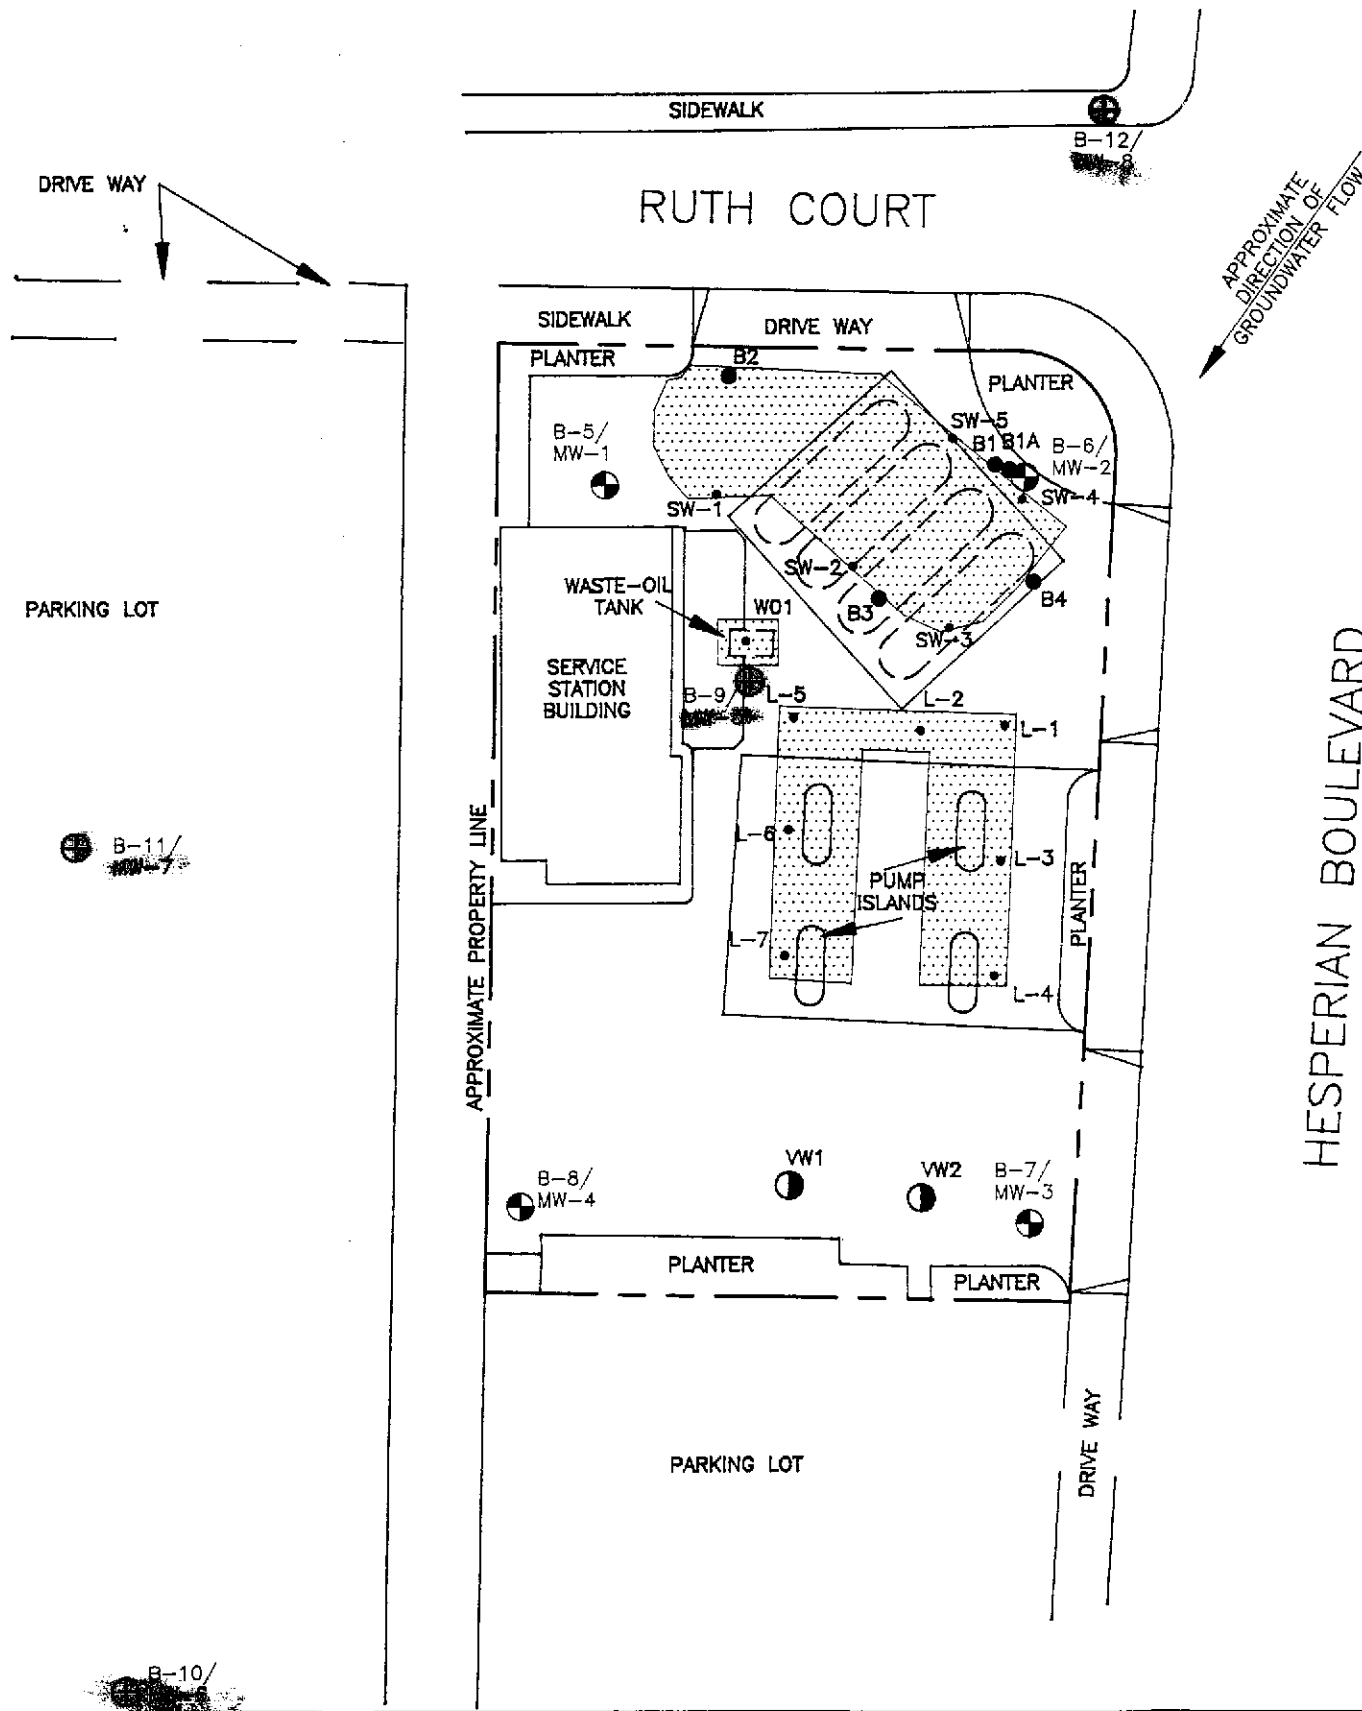 SIDEWALK
B-12/
MW-8
DRIVE WAY
RUTH COURT
APPROXIMATE
DIRECTION OF
GROUNDWATER FLOW
SIDEWALK
DRIVE WAY
PLANTER
B2
PLANTER
SW-5
B1
B1A
B-5/
MW-1
B-6/
MW-2
SW-1
SW-4
SW-2
WASTE-OIL
TANK
WO1
B3
B4
PARKING LOT
SW-3
SERVICE
STATION
BUILDING
B-9/
L-5
L-2
L-1
HESPERIAN BOULEVARD
B-11/
MW-7
APPROXIMATE PROPERTY LINE
L-6
L-3
PUMP
ISLANDS
PLANTER
L-7
L-4
VW1
VW2
B-8/
MW-4
B-7/
MW-3
PLANTER
PLANTER
DRIVE WAY
PARKING LOT
B-10/